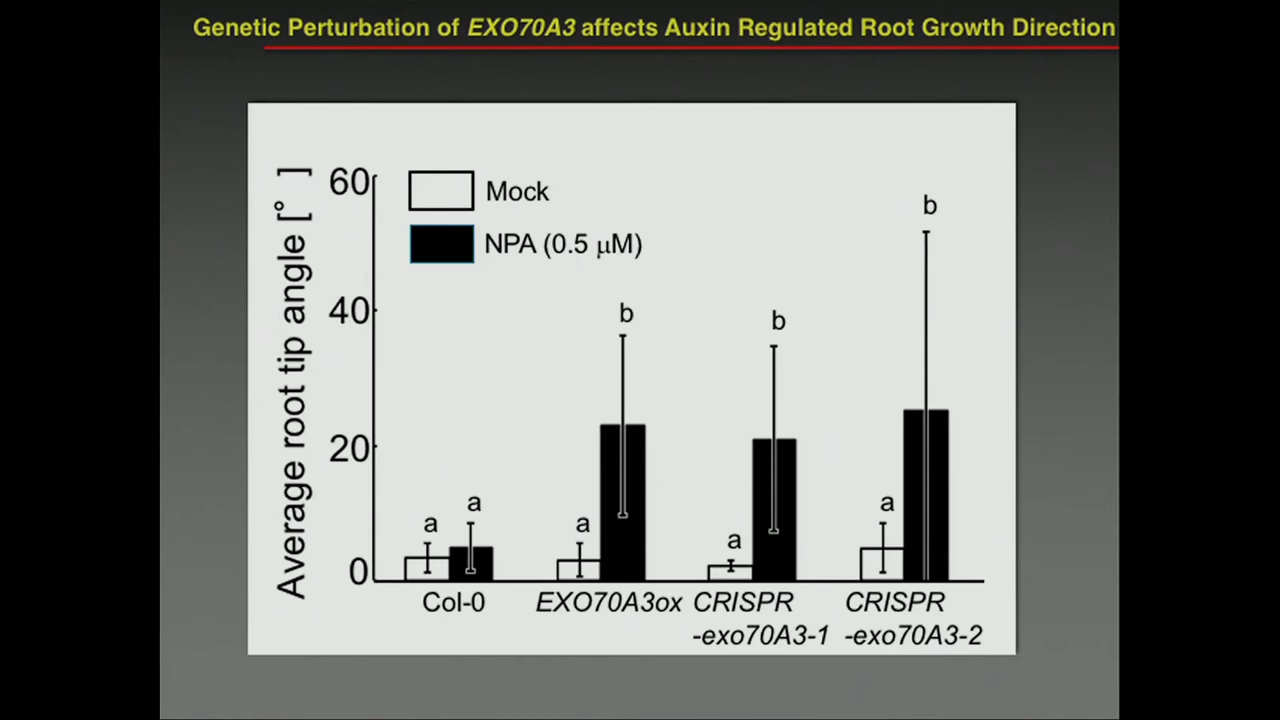 Genetic Perturbation of EXO70A3 affects Auxin Regulated Root Growth Direction
Average root tip angle [° ]
60
40
20
0
Mock
NPA (0.5 μM)
a
a
a
b
a
b
a
b
Col-0
EXO70A3ox
CRISPR
-exo70A3-1
CRISPR
-exo70A3-2